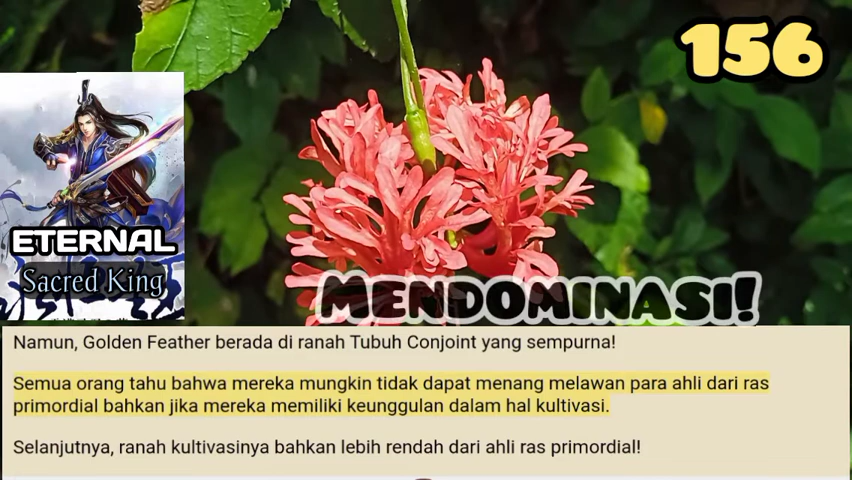 156
ETERNAL
Sacred King
MENDOMINASI!
Namun, Golden Feather berada di ranah Tubuh Conjoint yang sempurna!
Semua orang tahu bahwa mereka mungkin tidak dapat menang melawan para ahli dari ras
primordial bahkan jika mereka memiliki keunggulan dalam hal kultivasi.
Selanjutnya, ranah kultivasinya bahkan lebih rendah dari ahli ras primordial!